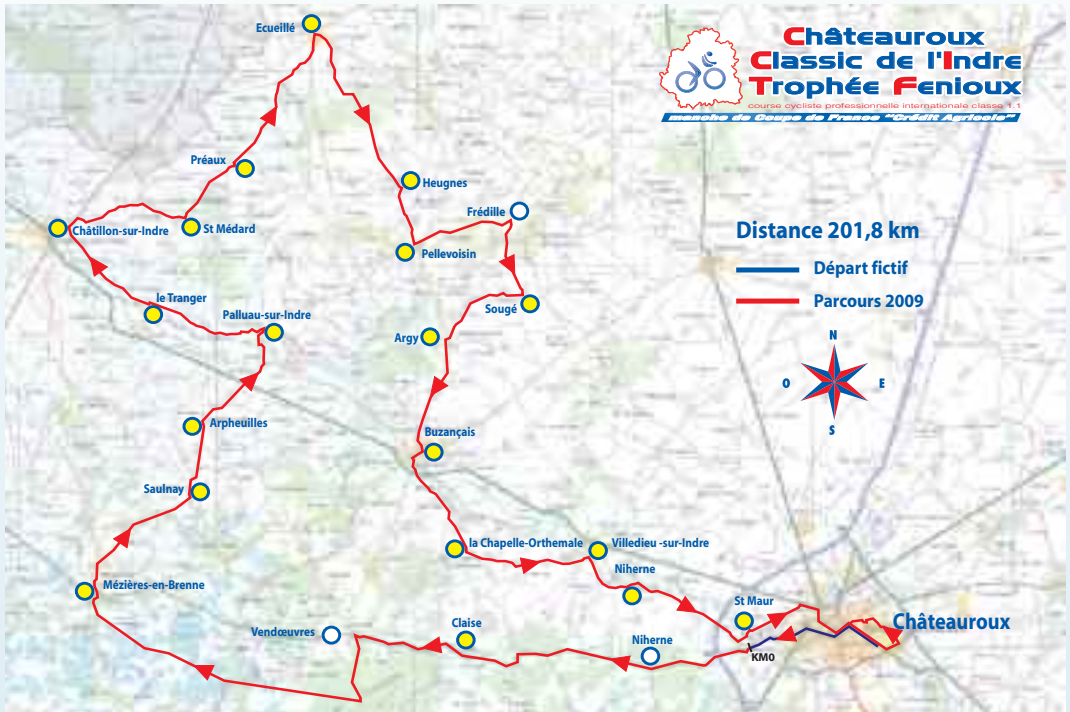 Châteauroux
Classic de l'Indre
Trophée Fenioux
course cycliste professionnelle internationale classe 1.1
manche de Coupe de France "Crédit Agricole"
Distance 201,8 km
Départ fictif
Parcours 2009
N
O
E
S
Ecueillé
Préaux
Heugnes
Frédille
Châtillon-sur-Indre
St Médard
Pellevoisin
le Tranger
Sougé
Palluau-sur-Indre
Argy
Arpheuilles
Buzançais
Saulnay
la Chapelle-Orthemale
Villedieu -sur-Indre
Niherne
Mézières-en-Brenne
St Maur
Châteauroux
Vendœuvres
Claise
Niherne
KM0